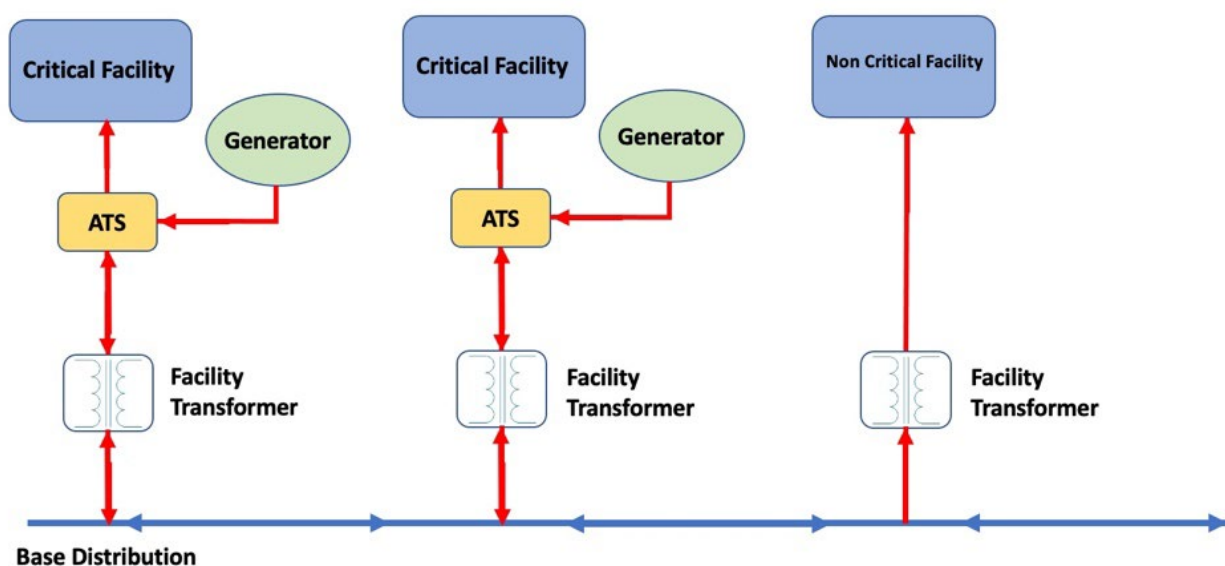 Critical Facility
Generator
ATS
Facility
Transformer
Critical Facility
Generator
ATS
Facility
Transformer
Non Critical Facility
Facility
Transformer
Base Distribution